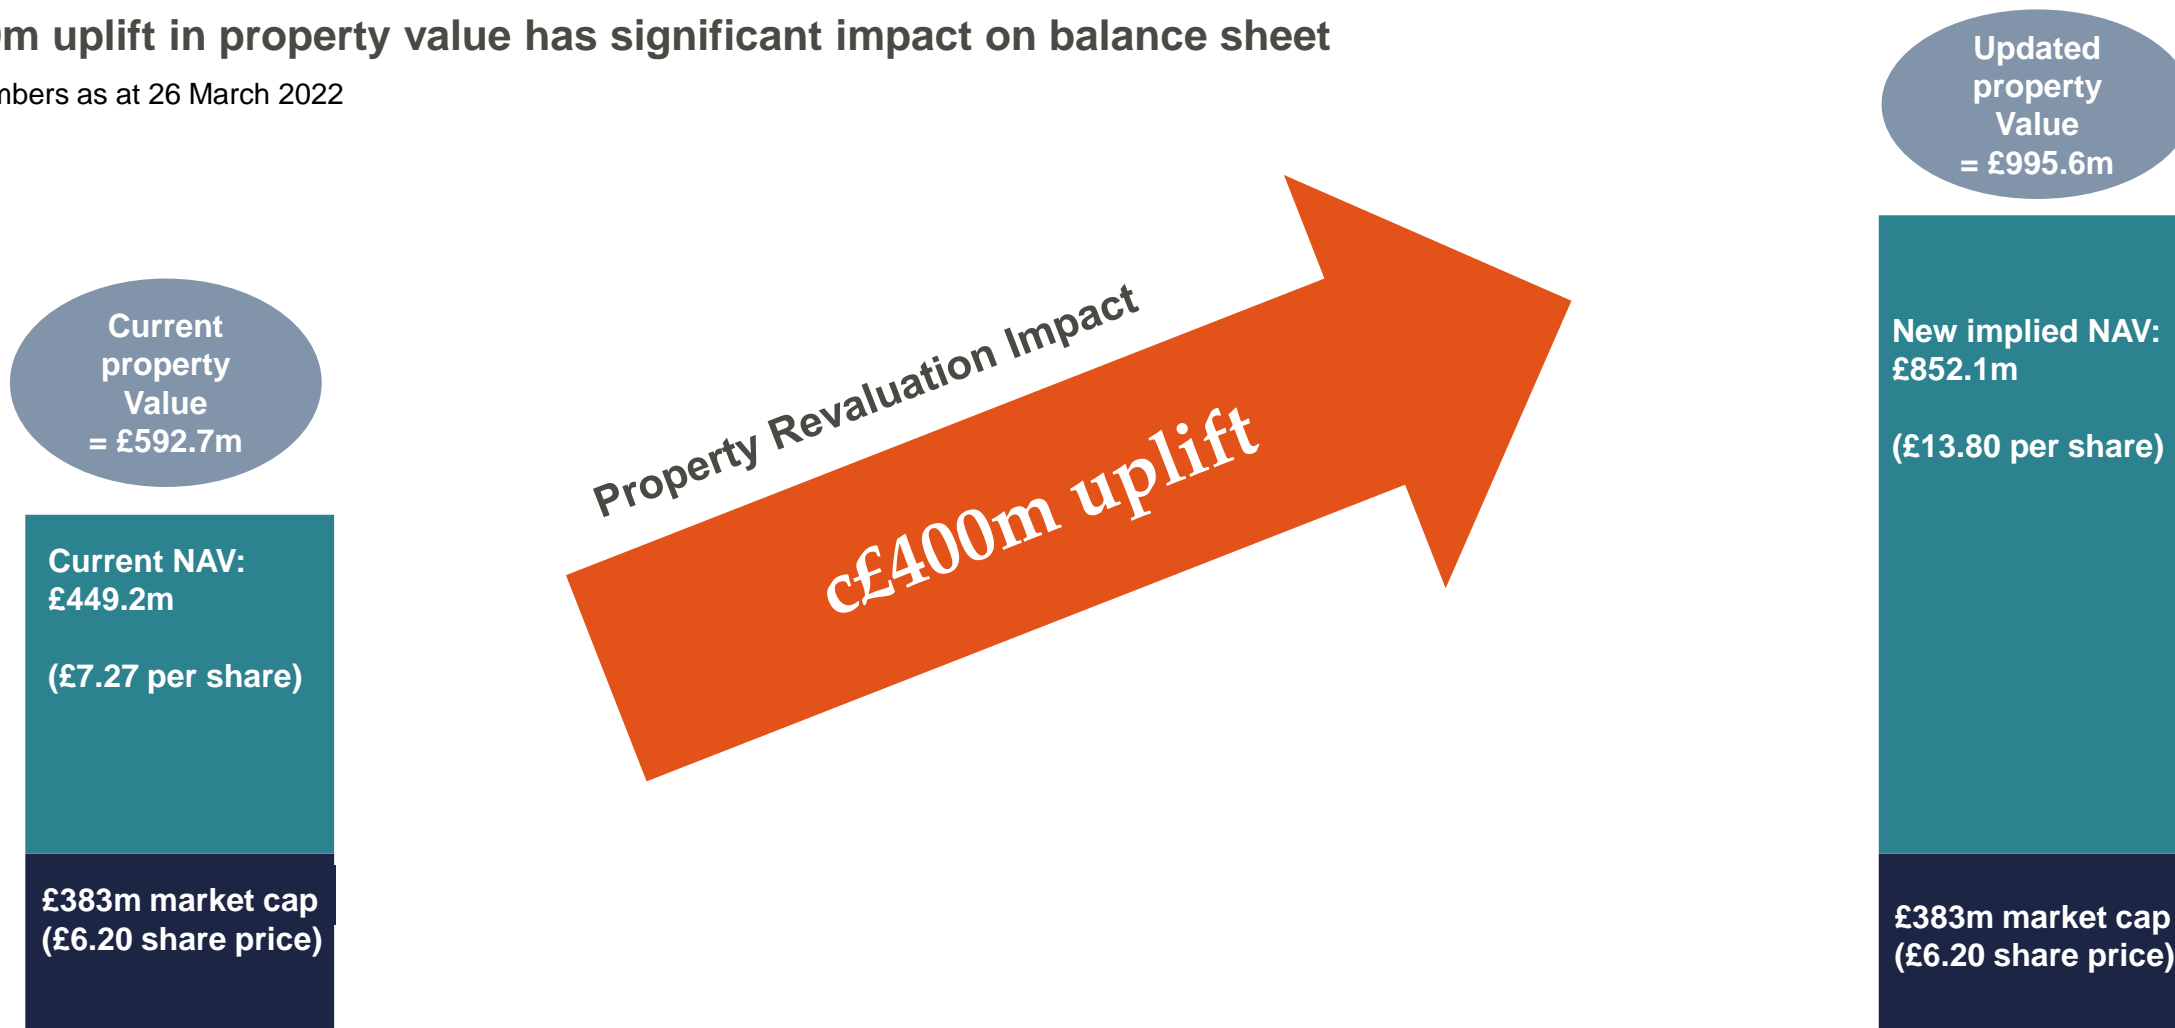 m uplift in property value has significant impact on balance sheet
as at 26 March 2022
Updated
property
Value
= £995.6m
Current
property
Value
= £592.7m
Property Revaluation Impact
c£400m uplift
New implied NAV:
£852.1m
(£13.80 per share)
Current NAV:
£449.2m
(£7.27 per share)
£383m market cap
(£6.20 share price)
£383m market cap
(£6.20 share price)